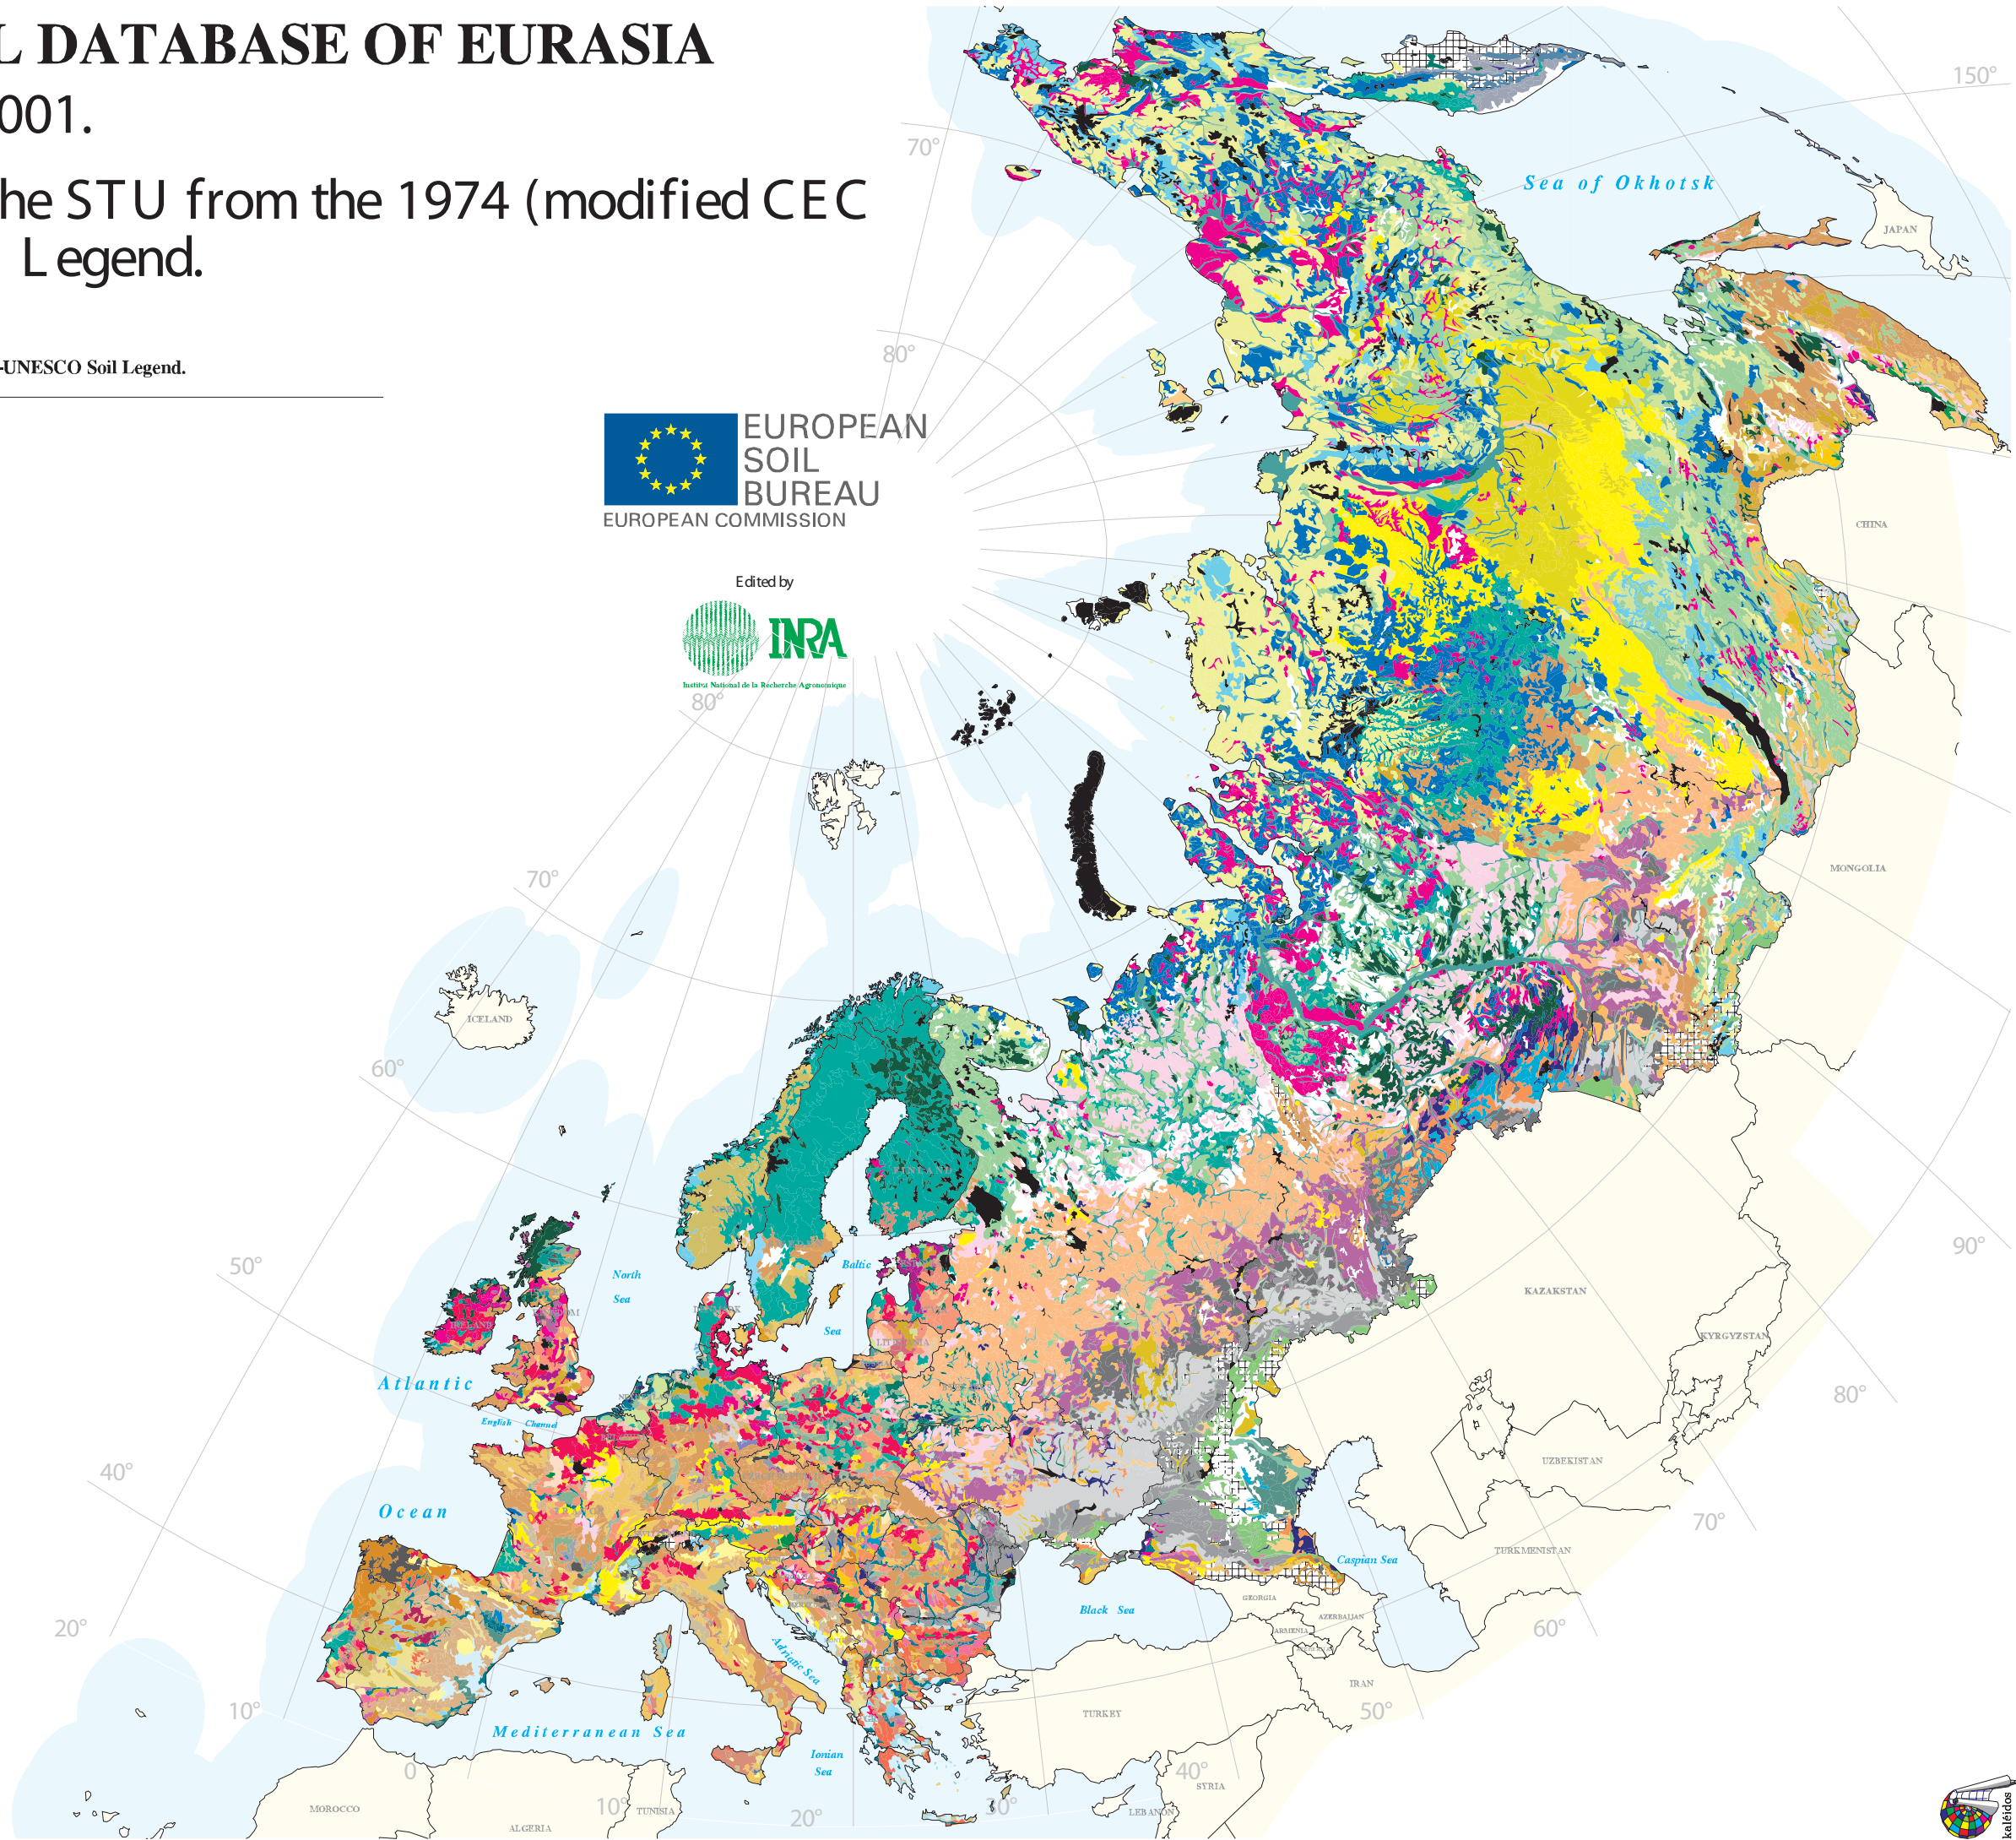 L DATABASE OF EURASIA
001.
he STU from the 1974 (modified CEC
Legend.
-UNESCO Soil Legend.
EUROPEAN
SOIL
BUREAU
EUROPEAN COMMISSION
Edited by
INRA
Institut National de la Recherche Agronomique
150°
70°
Sea of Okhotsk
JAPAN
80°
CHINA
80°
MONGOLIA
70°
ICELAND
60°
FINLAND
50°
North
Sea
Baltic
Sea
90°
KAZAKSTAN
IRELAND
LITHUANIA
KYRGYZSTAN
Atlantic
80°
English Channel
40°
UZBEKISTAN
Ocean
70°
TURKMENISTAN
Caspian Sea
GEORGIA
Black Sea
AZERBAIJAN
ARMENIA
20°
60°
Adriatic Sea
IRAN
10°
50°
TURKEY
Mediterranean Sea
Ionian
Sea
0
40°
SYRIA
MOROCCO
10°
TUNISIA
20°
30°
LEBANON
ALGERIA
kaléidos